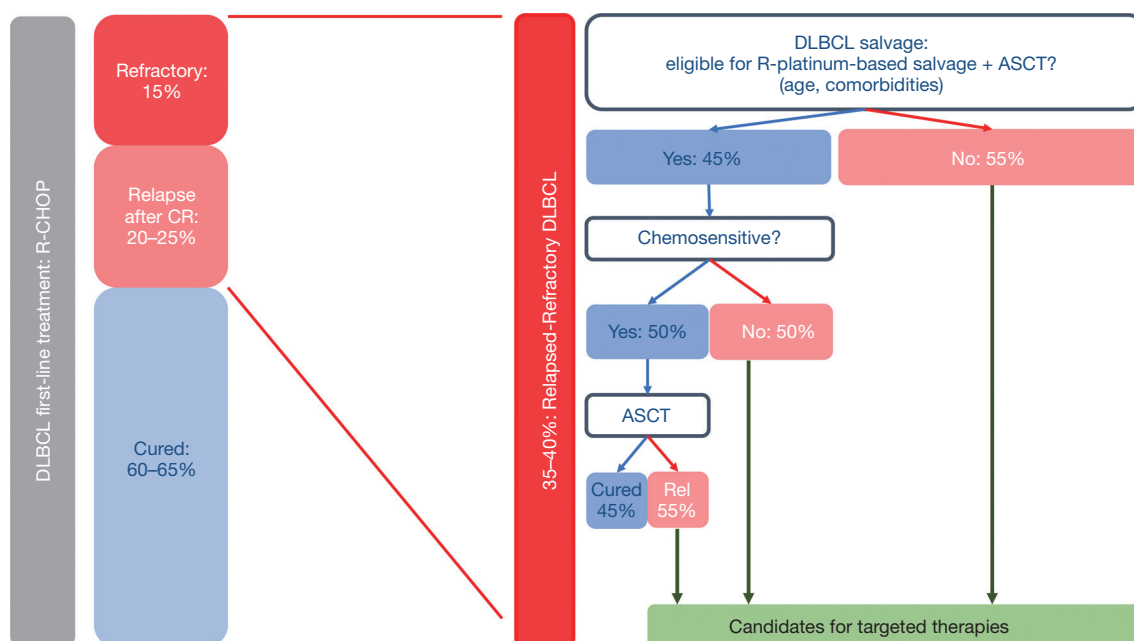 DLBCL first-line treatment: R-CHOP
Refractory:
15%
Relapse
after CR:
20–25%
Cured:
60–65%
35–40%: Relapsed-Refractory DLBCL
DLBCL salvage:
eligible for R-platinum-based salvage + ASCT?
(age, comorbidities)
Yes: 45%
No: 55%
Chemosensitive?
Yes: 50%
No: 50%
ASCT
Cured
45%
Rel
55%
Candidates for targeted therapies